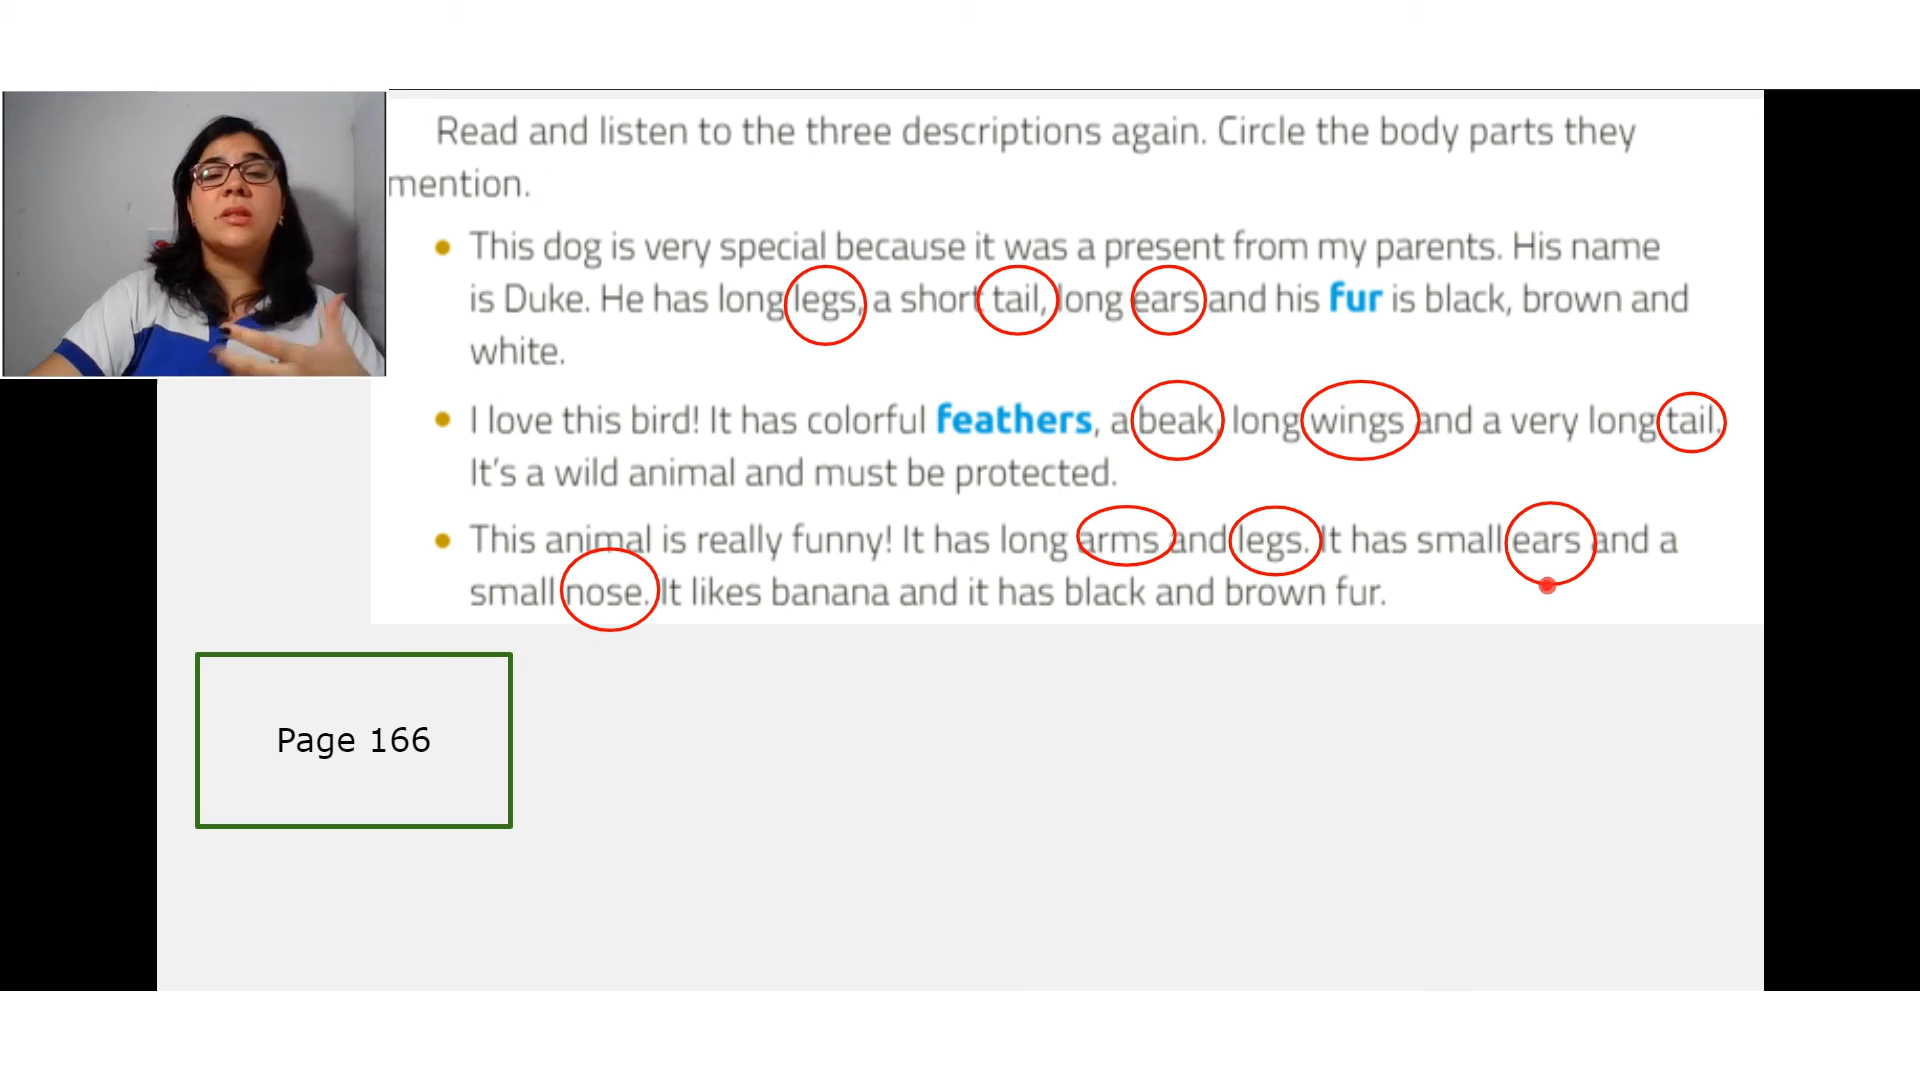 Read and listen to the three descriptions again. Circle the body parts they
mention.
• This dog is very special because it was a present from my parents. His name
is Duke. He has long legs, a short tail, long ears and his fur is black, brown and
white.
• I love this bird! It has colorful feathers, a beak, long wings and a very long tail.
It's a wild animal and must be protected.
• This animal is really funny! It has long arms and legs. It has small ears and a
small nose. It likes banana and it has black and brown fur.
Page 166